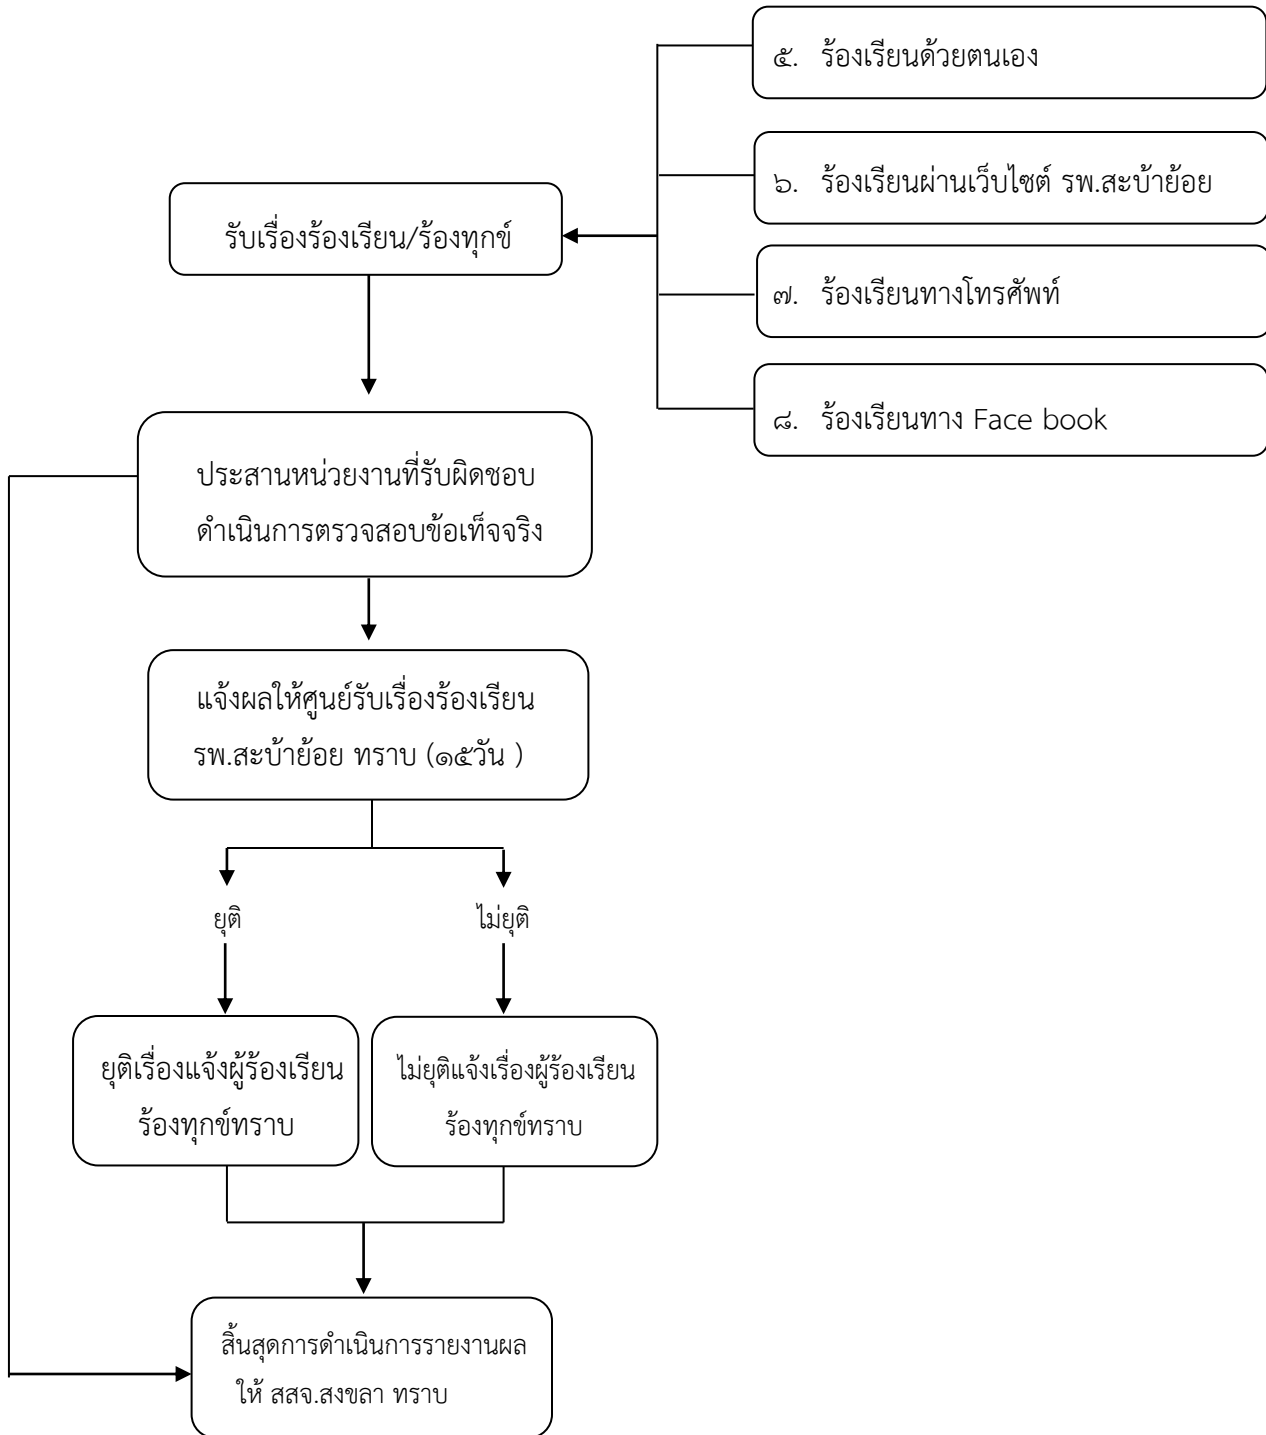 ๕. ร้องเรียนด้วยตนเอง
๖. ร้องเรียนผ่านเว็บไซต์ รพ.สะบ้าย้อย
รับเรื่องร้องเรียน/ร้องทุกข์
๗. ร้องเรียนทางโทรศัพท์
๘. ร้องเรียนทาง Face book
ประสานหน่วยงานที่รับผิดชอบ
ดำเนินการตรวจสอบข้อเท็จจริง
แจ้งผลให้ศูนย์รับเรื่องร้องเรียน
รพ.สะบ้าย้อย ทราบ (๑๕วัน )
ยุติ
ไม่ยุติ
ยุติเรื่องแจ้งผู้ร้องเรียน
ร้องทุกข์ทราบ
ไม่ยุติแจ้งเรื่องผู้ร้องเรียน
ร้องทุกข์ทราบ
สิ้นสุดการดำเนินการรายงานผล
ให้ สสจ.สงขลา ทราบ